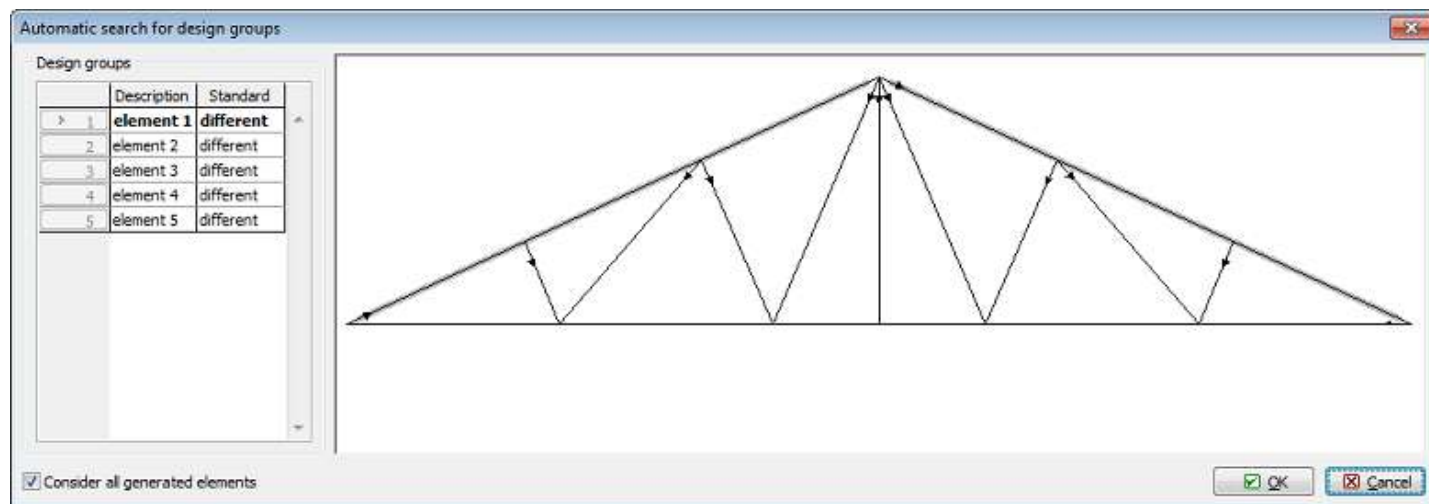 Automatic search for design groups
Design groups
Description Standard
> 1 element 1 different
2 element 2 different
3 element 3 different
4 element 4 different
5 element 5 different
Consider all generated elements
OK Cancel